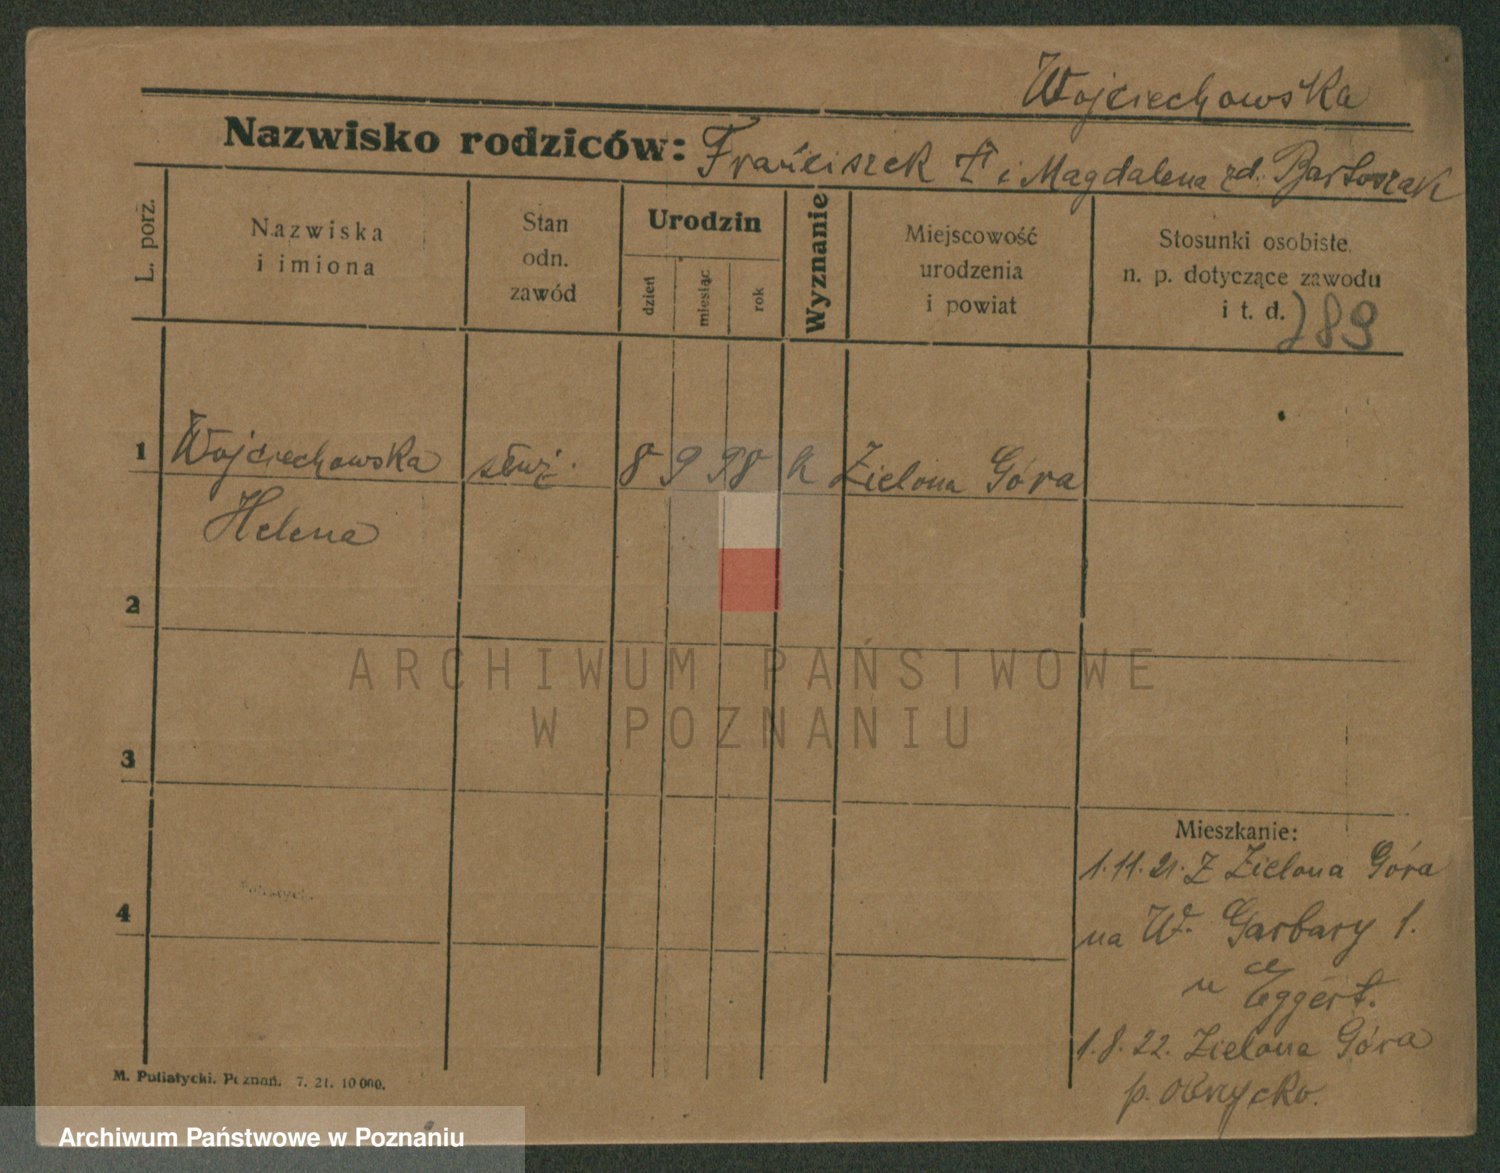 Wojciechowska
Nazwisko rodziców: Franciszek † i Magdalena zd. Bartoszak
L. porz.
Nazwiska
i imiona
Stan
odn.
zawód
Urodzin
dzień
miesiąc
rok
Wyznanie
Miejscowość
urodzenia
i powiat
Stosunki osobiste.
n. p. dotyczące zawodu
i t. d.
289
1 Wojciechowska służ. 8 9 98 k Zielona Góra
Helena
2
ARCHIWUM PAŃSTWOWE
W POZNANIU
3
4
Mieszkanie:
1.11.21. Z Zielona Góra
na W. Garbary 1.
u Eggert.
1.8.22. Zielona Góra
p. Obrzycko.
M. Putiatycki. Poznań. 7. 21. 10 000.
Archiwum Państwowe w Poznaniu